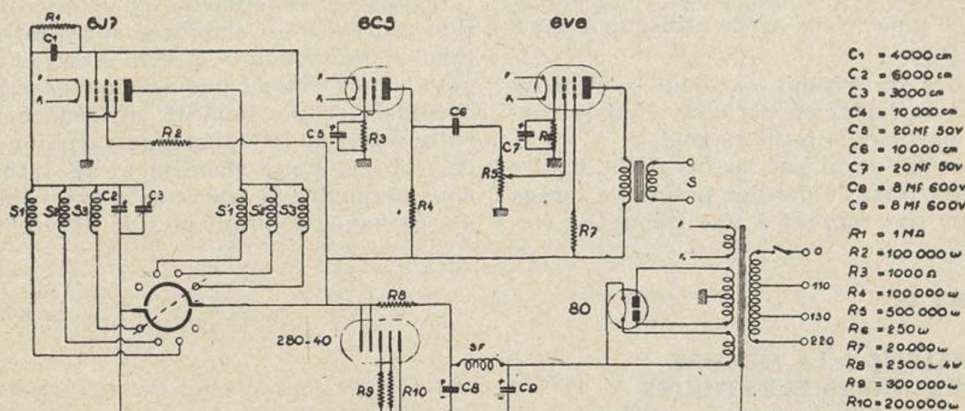 6J7 6C5 6V6
R1
C1
R2
C5 R3
C6
C7 R6
R5
R4
R7
S
S1 S2 S3 C2 C3
S'1 S'2 S'3
R8
280-40
R9 R10
SF
C8 C9
80
0
110
130
220
C1 = 4000 cm
C2 = 6000 cm
C3 = 3000 cm
C4 = 10 000 cm
C5 = 20 MF 50V
C6 = 10 000 cm
C7 = 20 MF 50V
C8 = 8 MF 600V
C9 = 8 MF 600V
R1 = 1 MΩ
R2 = 100 000 ω
R3 = 1000 Ω
R4 = 100 000 ω
R5 = 500 000 ω
R6 = 250 ω
R7 = 20.000 ω
R8 = 2500 ω 4W
R9 = 300 000 ω
R10 = 200000 ω